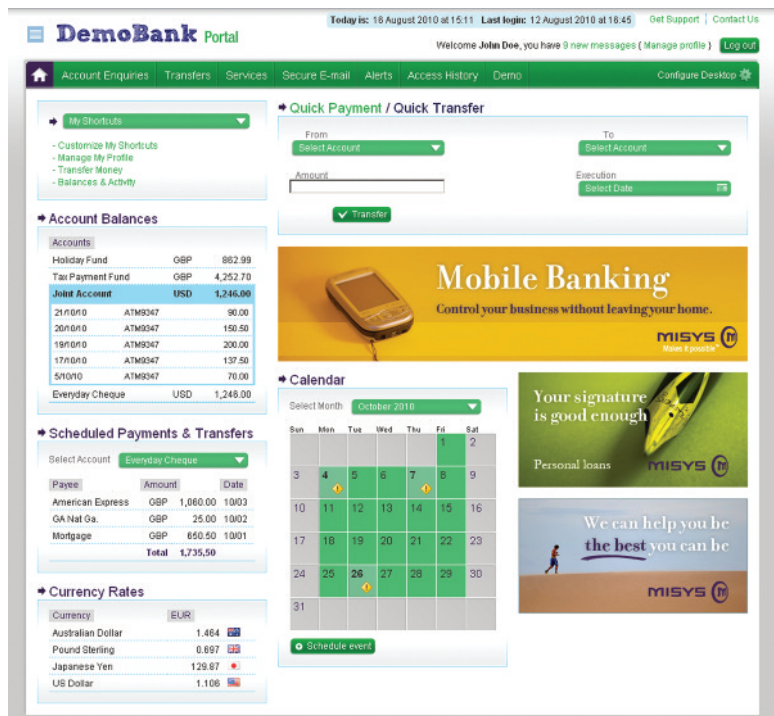 Today is: 16 August 2010 at 15:11 Last login: 12 August 2010 at 16:45 Get Support | Contact Us
DemoBank Portal
Welcome John Doe, you have 9 new messages ( Manage profile ) Log out
Account Enquiries Transfers Services Secure E-mail Alerts Access History Demo Configure Desktop
My Shortcuts
- Customize My Shortcuts
- Manage My Profile
- Transfer Money
- Balances & Activity
Quick Payment / Quick Transfer
From To
Select Account Select Account
Amount Execution
Select Date
Transfer
Account Balances
Accounts
Holiday Fund GBP 862.99
Tax Payment Fund GBP 4,252.70
Joint Account USD 1,246.00
21/10/10 ATM9347 90.00
20/10/10 ATM9347 150.50
19/10/10 ATM9347 200.00
17/10/10 ATM9347 137.50
5/10/10 ATM9347 70.00
Everyday Cheque USD 1,246.00
Mobile Banking
Control your business without leaving your home.
MISYS m
Makes it possible
Scheduled Payments & Transfers
Select Account Everyday Cheque
Payee Amount Date
American Express GBP 1,060.00 10/03
GA Nat Ga. GBP 25.00 10/02
Mortgage GBP 650.50 10/01
Total 1,735,50
Currency Rates
Currency EUR
Australian Dollar 1.464
Pound Sterling 0.697
Japanese Yen 129.87
US Dollar 1.106
Calendar
Select Month October 2010
Sun Mon Tue Wed Thu Fri Sat
1 2
3 4 5 6 7 8 9
10 11 12 13 14 15 16
17 18 19 20 21 22 23
24 25 26 27 28 29 30
31
Schedule event
Your signature
is good enough
Personal loans MISYS m
We can help you be
the best you can be
MISYS m